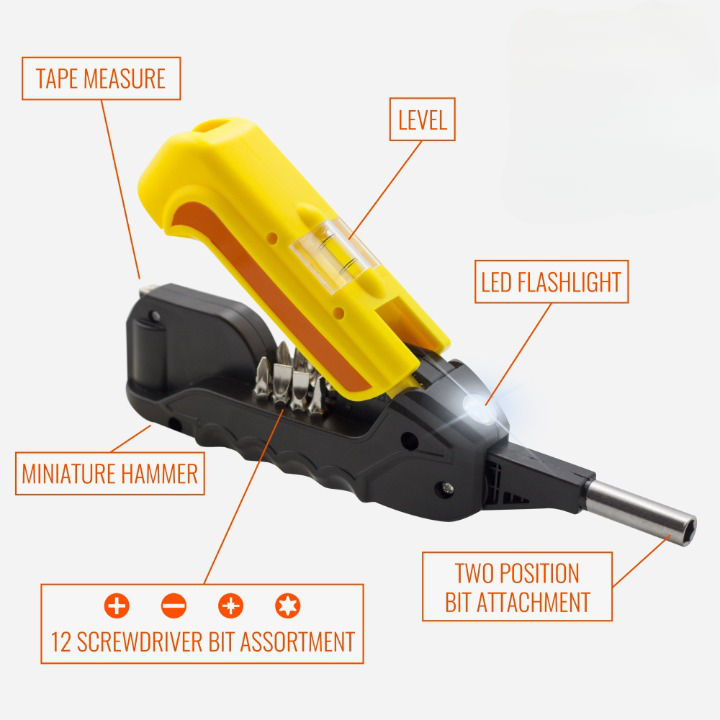 TAPE MEASURE
LEVEL
LED FLASHLIGHT
MINIATURE HAMMER
TWO POSITION
BIT ATTACHMENT
12 SCREWDRIVER BIT ASSORTMENT